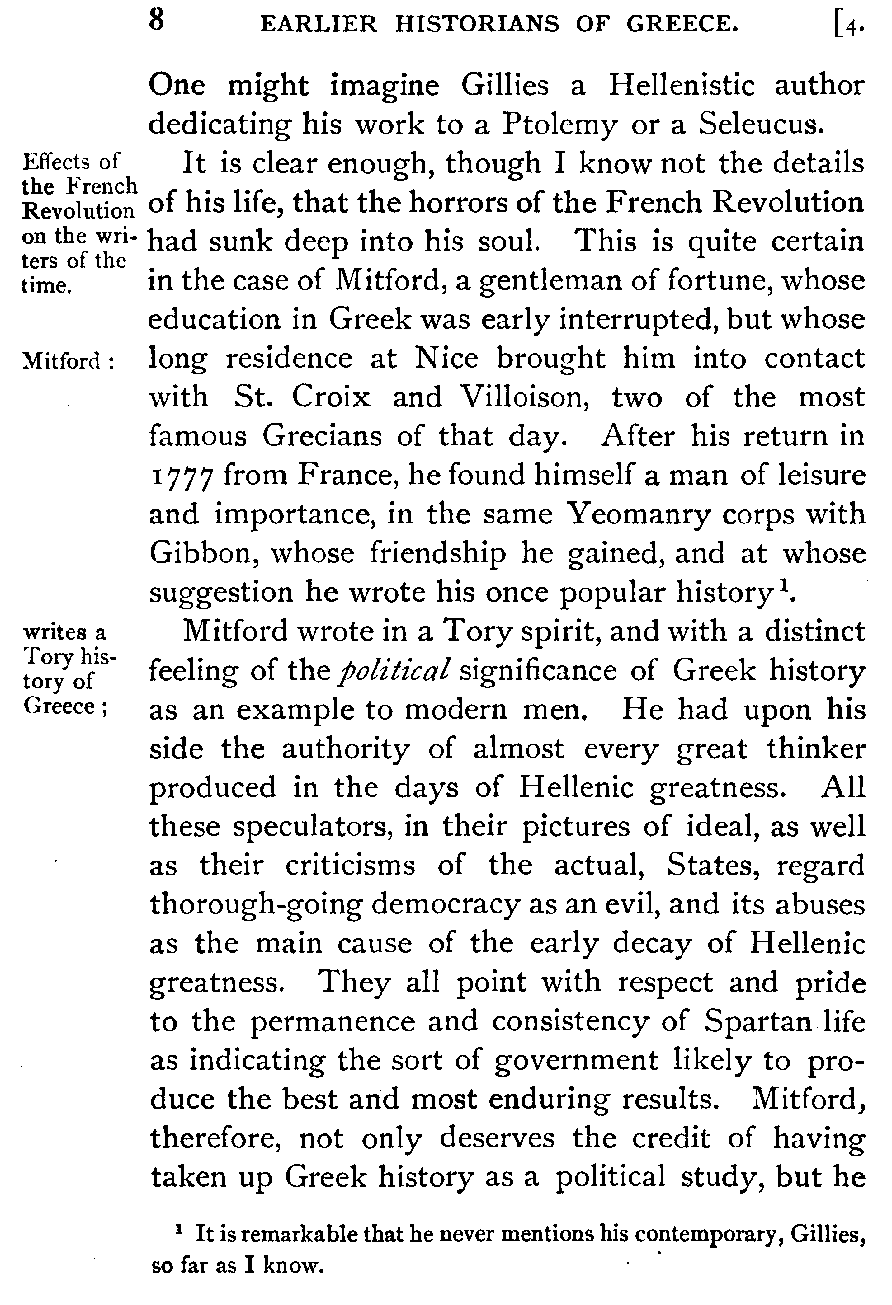 8 EARLIER HISTORIANS OF GREECE. [4.
One might imagine Gillies a Hellenistic author
dedicating his work to a Ptolemy or a Seleucus.
Effects of
the French
Revolution
on the wri-
ters of the
time.
It is clear enough, though I know not the details
of his life, that the horrors of the French Revolution
had sunk deep into his soul. This is quite certain
in the case of Mitford, a gentleman of fortune, whose
education in Greek was early interrupted, but whose
Mitford :
long residence at Nice brought him into contact
with St. Croix and Villoison, two of the most
famous Grecians of that day. After his return in
1777 from France, he found himself a man of leisure
and importance, in the same Yeomanry corps with
Gibbon, whose friendship he gained, and at whose
suggestion he wrote his once popular history¹.
writes a
Tory his-
tory of
Greece ;
Mitford wrote in a Tory spirit, and with a distinct
feeling of the political significance of Greek history
as an example to modern men. He had upon his
side the authority of almost every great thinker
produced in the days of Hellenic greatness. All
these speculators, in their pictures of ideal, as well
as their criticisms of the actual, States, regard
thorough-going democracy as an evil, and its abuses
as the main cause of the early decay of Hellenic
greatness. They all point with respect and pride
to the permanence and consistency of Spartan life
as indicating the sort of government likely to pro-
duce the best and most enduring results. Mitford,
therefore, not only deserves the credit of having
taken up Greek history as a political study, but he
¹ It is remarkable that he never mentions his contemporary, Gillies,
so far as I know.